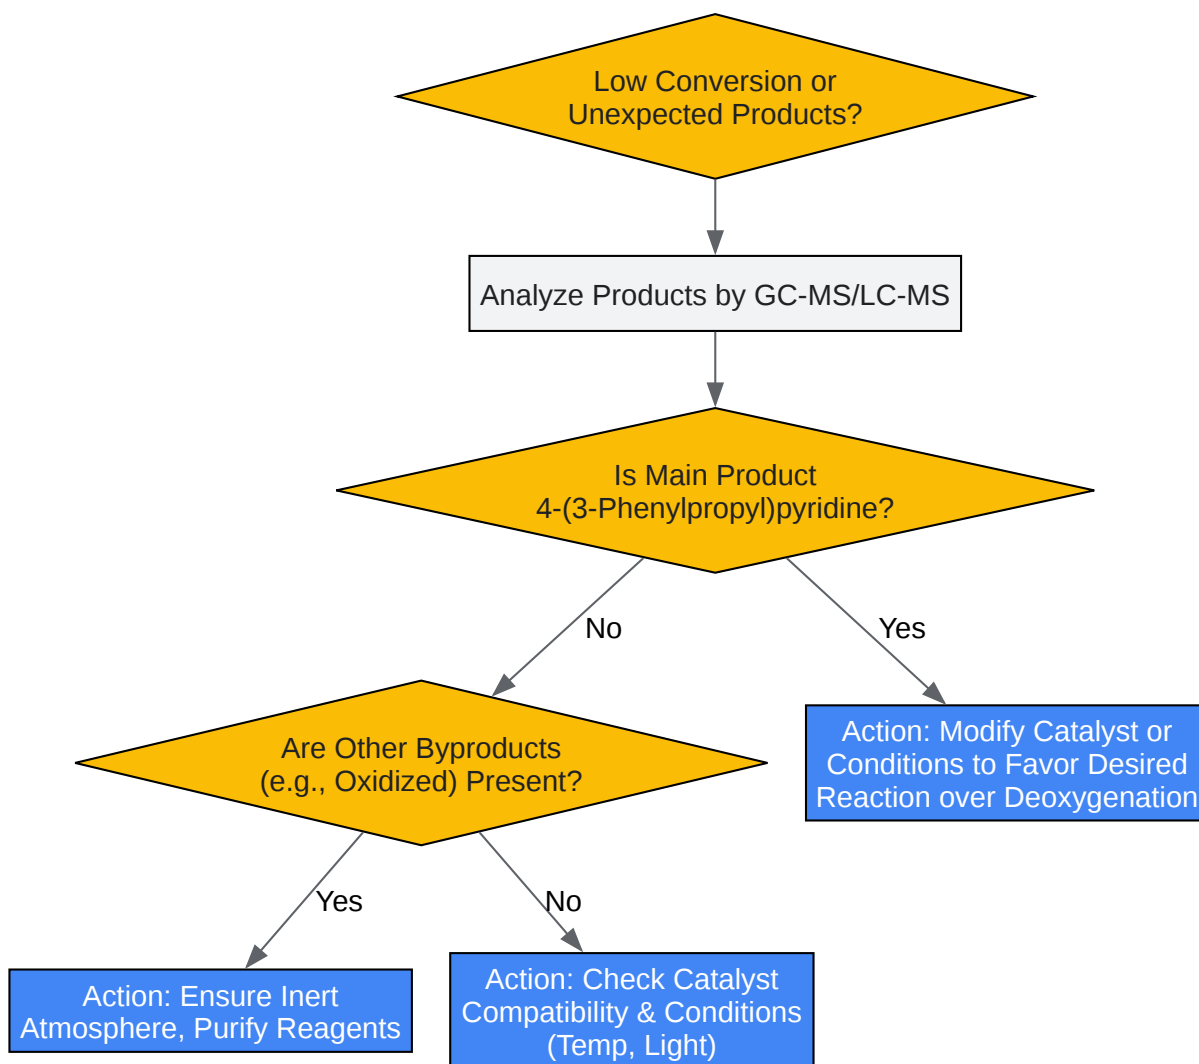 Low Conversion or
Unexpected Products?
Analyze Products by GC-MS/LC-MS
Is Main Product
4-(3-Phenylpropyl)pyridine?
No
Yes
Are Other Byproducts
(e.g., Oxidized) Present?
Action: Modify Catalyst or
Conditions to Favor Desired
Reaction over Deoxygenation
Yes
No
Action: Ensure Inert
Atmosphere, Purify Reagents
Action: Check Catalyst
Compatibility & Conditions
(Temp, Light)